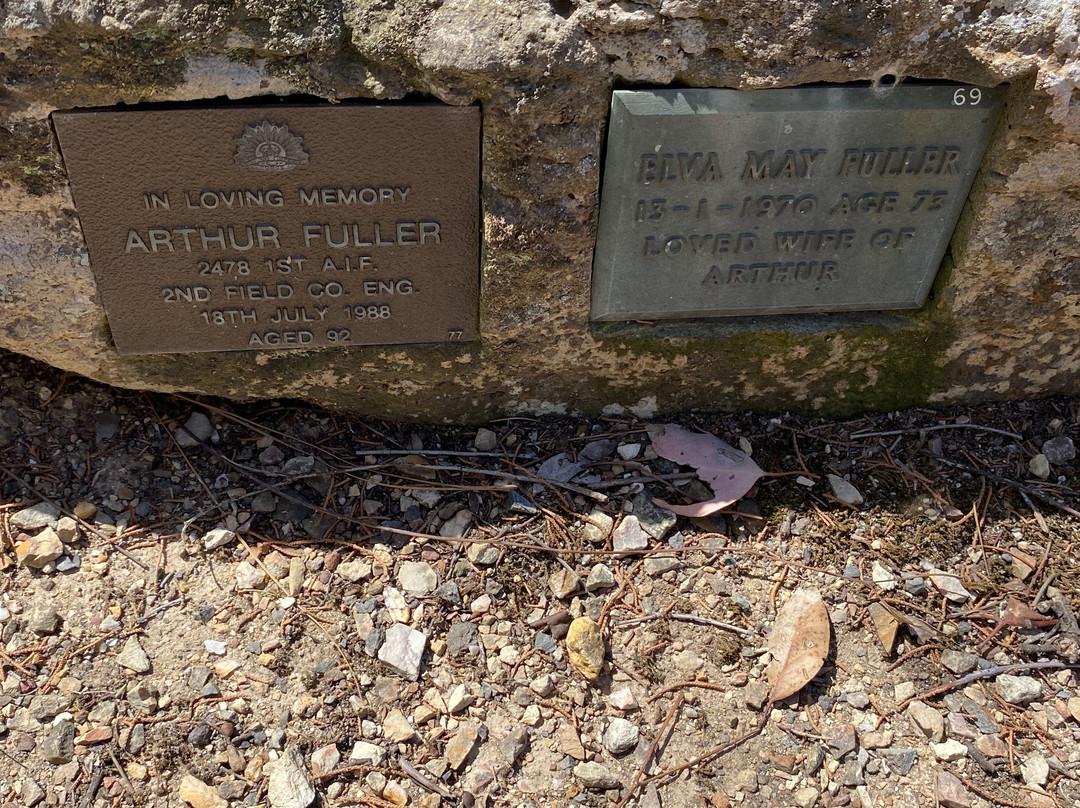 IN LOVING MEMORY
ARTHUR FULLER
2478 1ST A.I.F.
2ND FIELD CO. ENG.
18TH JULY 1988
AGED 92
77
69
ELVA MAY FULLER
13-1-1970 AGE 73
LOVED WIFE OF
ARTHUR